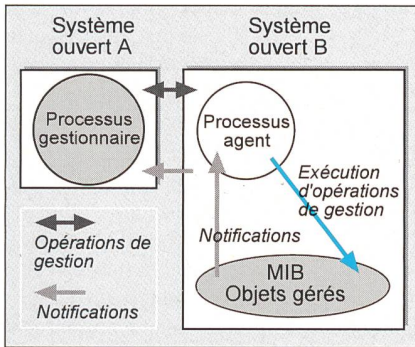 Système
ouvert A
Système
ouvert B
Processus
gestionnaire
Processus
agent
Exécution
d'opérations
de gestion
Notifications
MIB
Objets gérés
Opérations de
gestion
Notifications